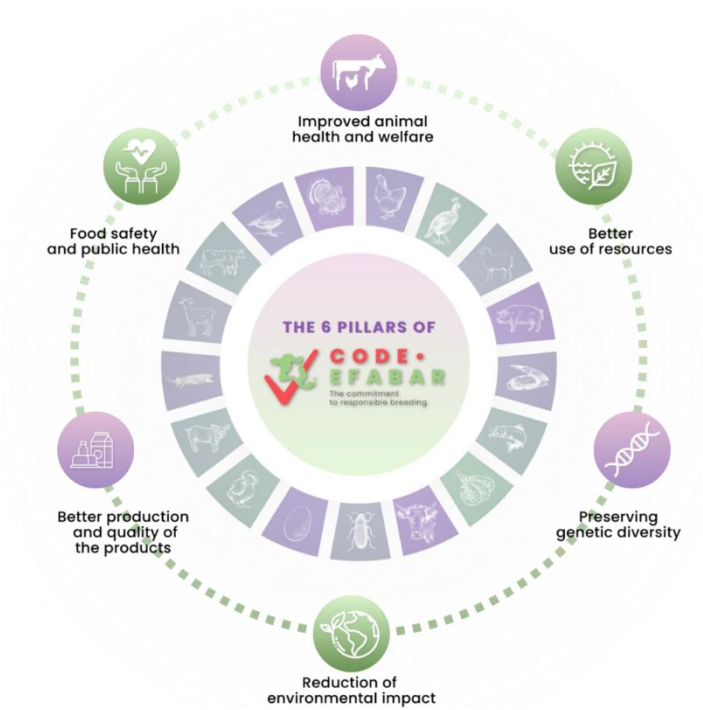 Improved animal
health and welfare
Food safety
and public health
Better
use of resources
THE 6 PILLARS OF
CODE•
EFABAR
The commitment
to responsible breeding
Better production
and quality of
the products
Preserving
genetic diversity
Reduction of
environmental impact